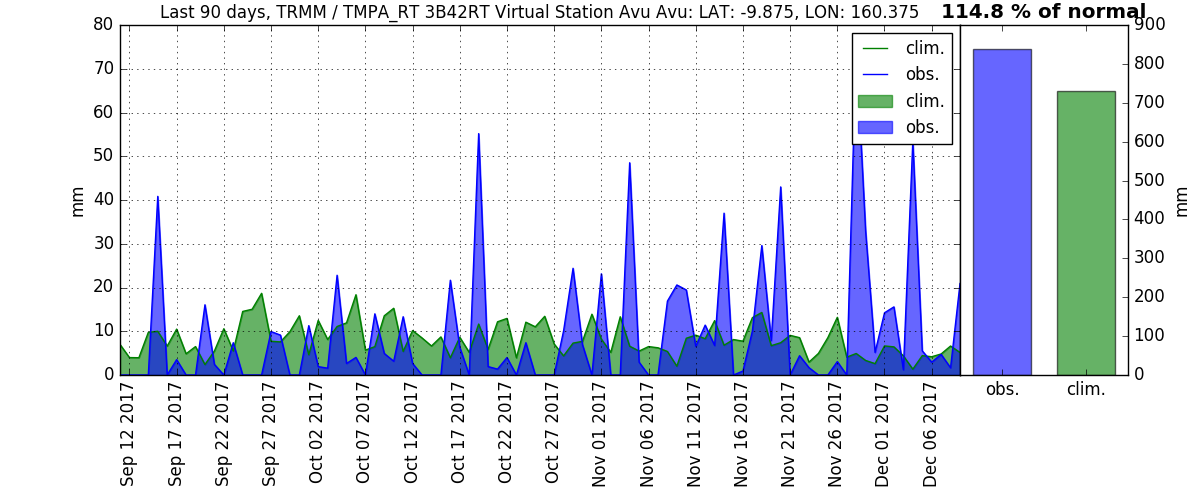 Last 90 days, TRMM / TMPA_RT 3B42RT Virtual Station Avu Avu: LAT: -9.875, LON: 160.375
114.8 % of normal
80
70
60
50
40
30
20
10
0
mm
clim.
obs.
clim.
obs.
900
800
700
600
500
400
300
200
100
0
mm
Sep 12 2017
Sep 17 2017
Sep 22 2017
Sep 27 2017
Oct 02 2017
Oct 07 2017
Oct 12 2017
Oct 17 2017
Oct 22 2017
Oct 27 2017
Nov 01 2017
Nov 06 2017
Nov 11 2017
Nov 16 2017
Nov 21 2017
Nov 26 2017
Dec 01 2017
Dec 06 2017
obs.
clim.